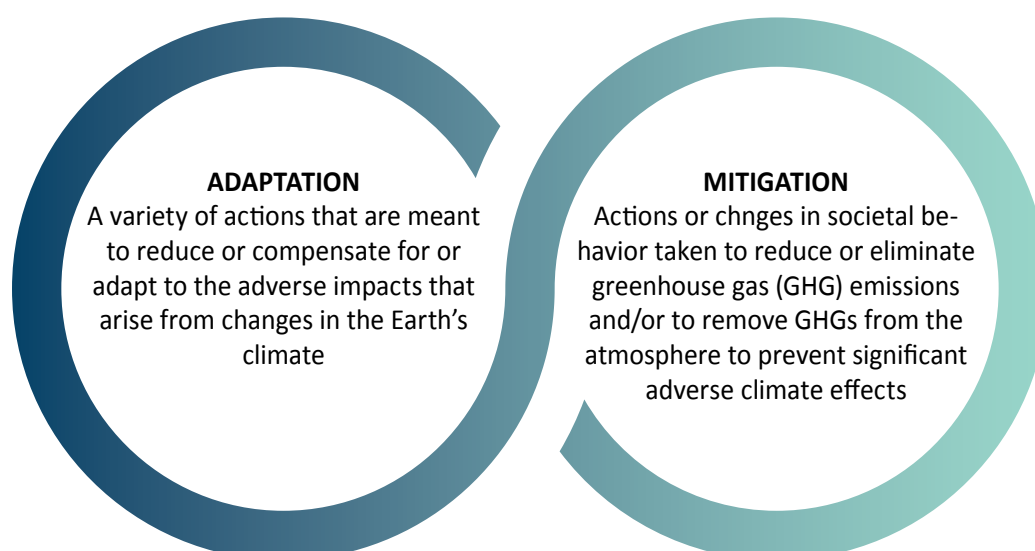 ADAPTATION
A variety of actions that are meant
to reduce or compensate for or
adapt to the adverse impacts that
arise from changes in the Earth's
climate
MITIGATION
Actions or chnges in societal be-
havior taken to reduce or eliminate
greenhouse gas (GHG) emissions
and/or to remove GHGs from the
atmosphere to prevent significant
adverse climate effects